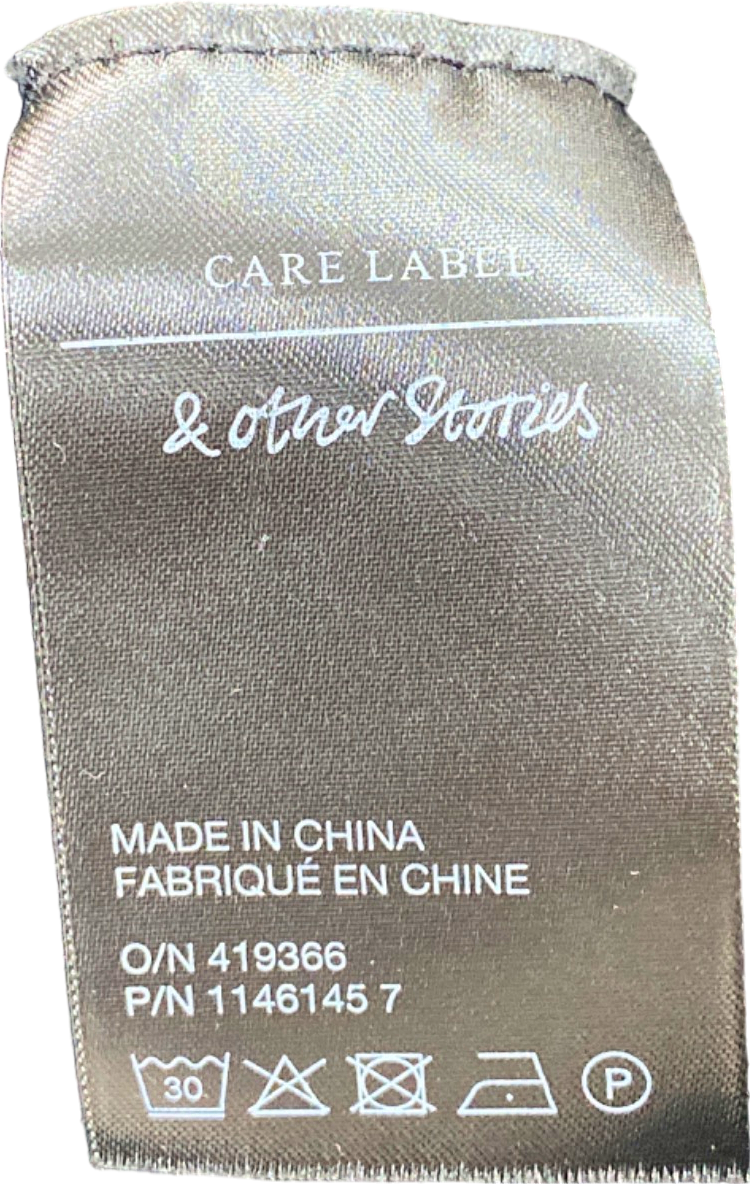 CARE LABEL
& other Stories
MADE IN CHINA
FABRIQUÉ EN CHINE
O/N 419366
P/N 1146145 7
30 P